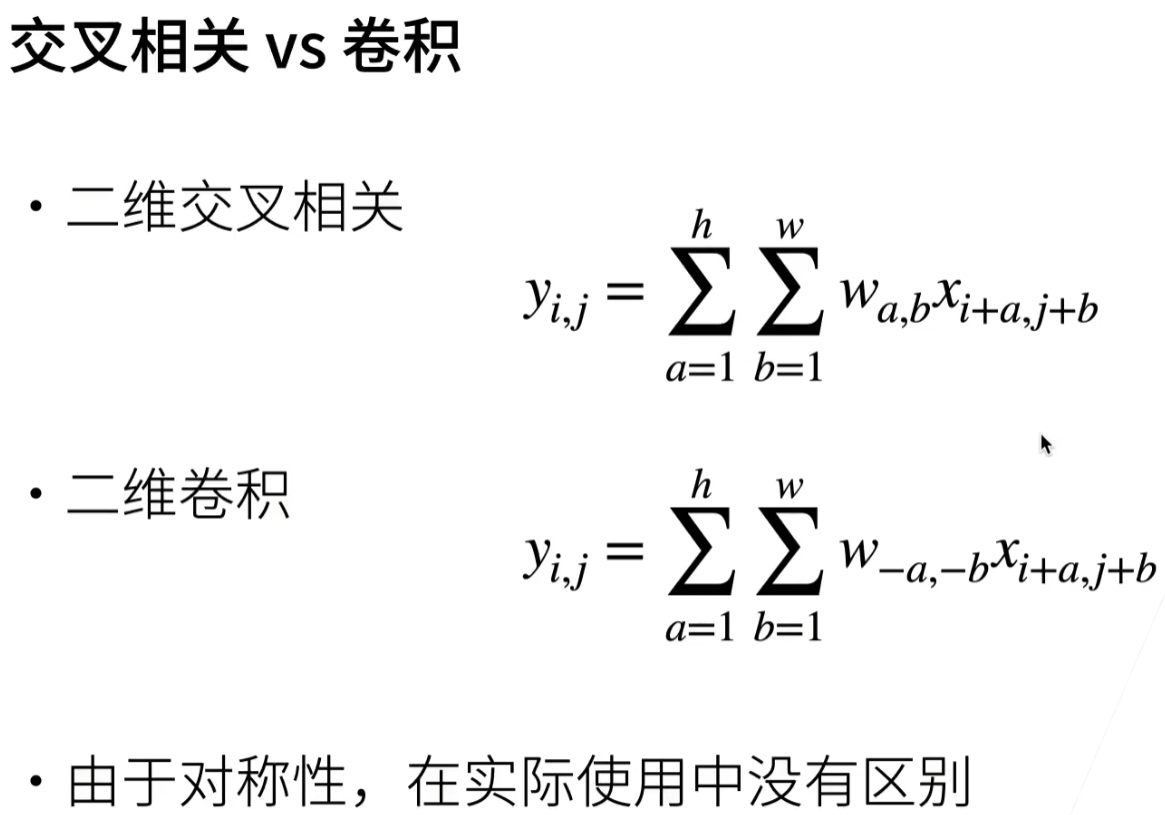 交叉相关 vs 卷积
• 二维交叉相关
y_{i,j} = \sum_{a=1}^{h} \sum_{b=1}^{w} w_{a,b} x_{i+a,j+b}
• 二维卷积
y_{i,j} = \sum_{a=1}^{h} \sum_{b=1}^{w} w_{-a,-b} x_{i+a,j+b}
• 由于对称性，在实际使用中没有区别